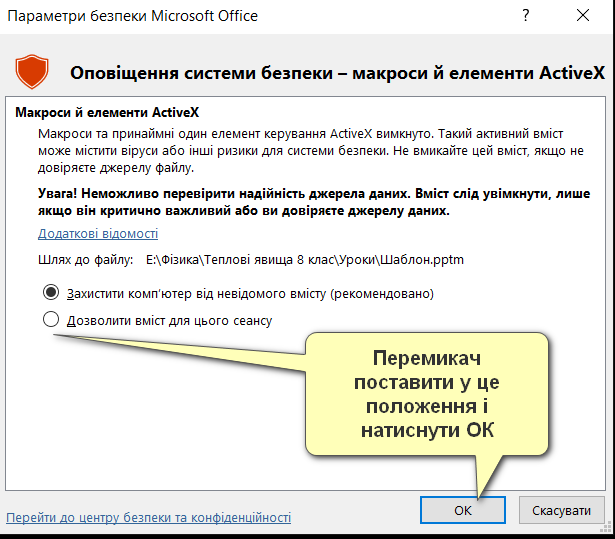 Параметри безпеки Microsoft Office
?
Оповіщення системи безпеки – макроси й елементи ActiveX
Макроси й елементи ActiveX
Макроси та принаймні один елемент керування ActiveX вимкнуто. Такий активний вміст
може містити віруси або інші ризики для системи безпеки. Не вмикайте цей вміст, якщо не
довіряєте джерелу файлу.
Увага! Неможливо перевірити надійність джерела даних. Вміст слід увімкнути, лише
якщо він критично важливий або ви довіряєте джерелу даних.
Додаткові відомості
Шлях до файлу: E:\Фізика\Теплові явища 8 клас\Уроки\Шаблон.pptm
Захистити комп'ютер від невідомого вмісту (рекомендовано)
Дозволити вміст для цього сеансу
Перемикач
поставити у це
положення і
натиснути ОК
Перейти до центру безпеки та конфіденційності
ОК
Скасувати